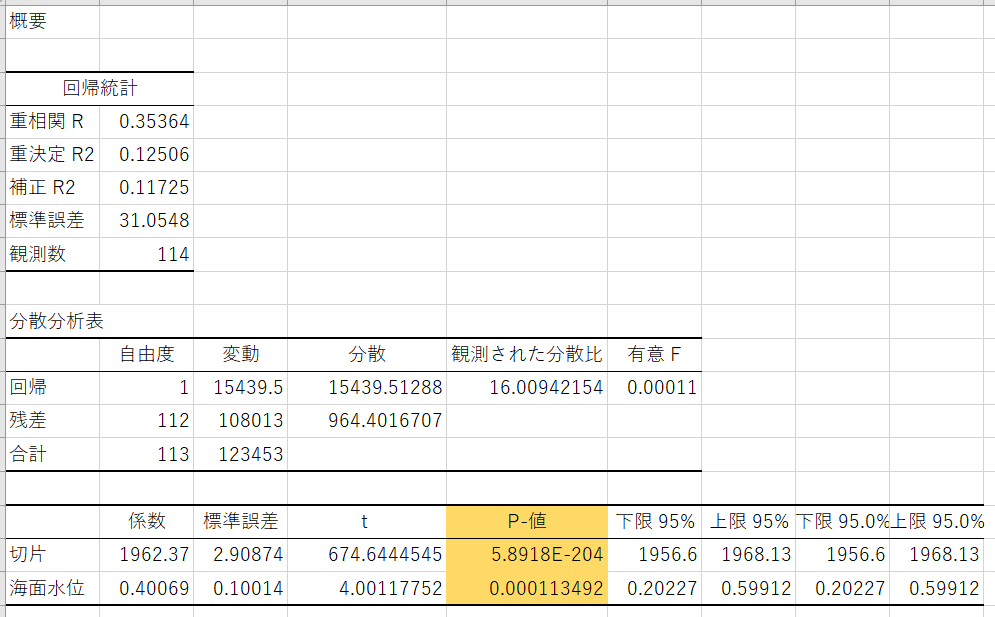 概要
回帰統計
重相関 R 0.35364
重決定 R2 0.12506
補正 R2 0.11725
標準誤差 31.0548
観測数 114
分散分析表
自由度 変動 分散 観測された分散比 有意 F
回帰 1 15439.5 15439.51288 16.00942154 0.00011
残差 112 108013 964.4016707
合計 113 123453
係数 標準誤差 t P-値 下限 95% 上限 95% 下限 95.0% 上限 95.0%
切片 1962.37 2.90874 674.6444545 5.8918E-204 1956.6 1968.13 1956.6 1968.13
海面水位 0.40069 0.10014 4.00117752 0.000113492 0.20227 0.59912 0.20227 0.59912